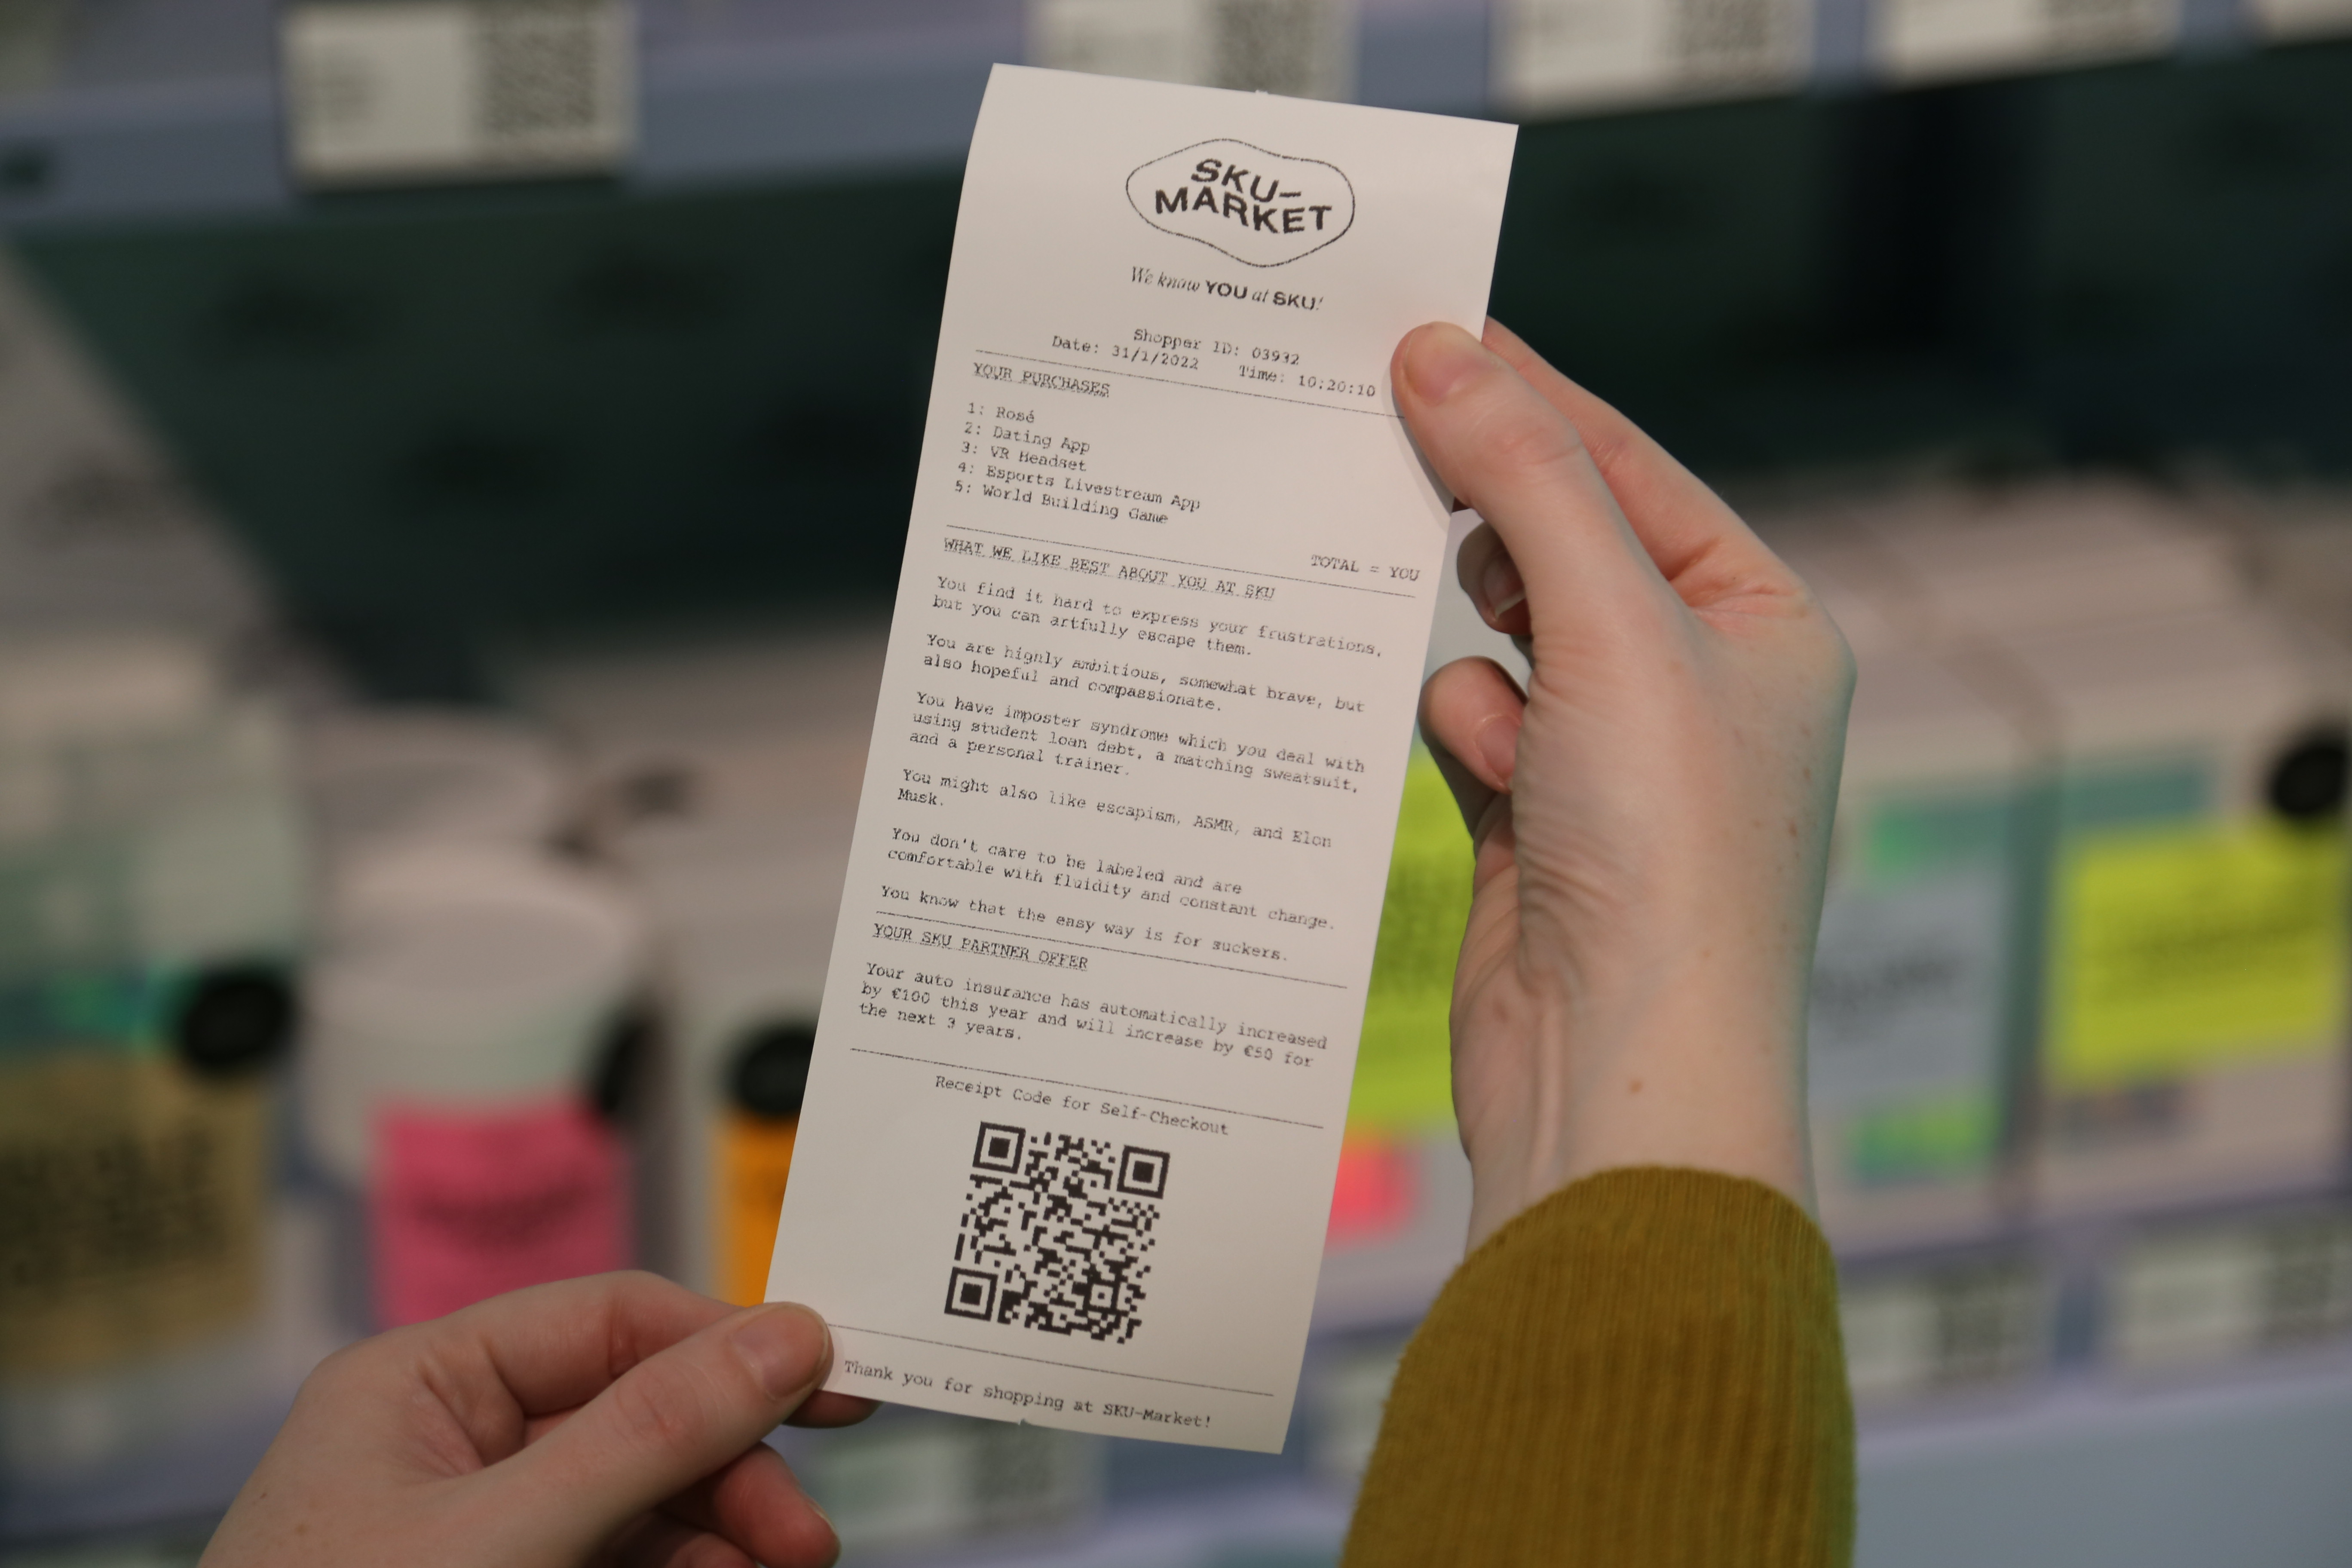 SKU-
MARKET
We know YOU at SKU!
Shopper ID: 03932
Date: 31/1/2022 Time: 10:20:10
YOUR PURCHASES
1: Rosé
2: Dating App
3: VR Headset
4: Esports Livestream App
5: World Building Game
TOTAL = YOU
WHAT WE LIKE BEST ABOUT YOU AT SKU
You find it hard to express your frustrations,
but you can artfully escape them.
You are highly ambitious, somewhat brave, but
also hopeful and compassionate.
You have imposter syndrome which you deal with
using student loan debt, a matching sweatsuit,
and a personal trainer.
You might also like escapism, ASMR, and Elon
Musk.
You don't care to be labeled and are
comfortable with fluidity and constant change.
You know that the easy way is for suckers.
YOUR SKU PARTNER OFFER
Your auto insurance has automatically increased
by €100 this year and will increase by €50 for
the next 3 years.
Receipt Code for Self-Checkout
Thank you for shopping at SKU-Market!